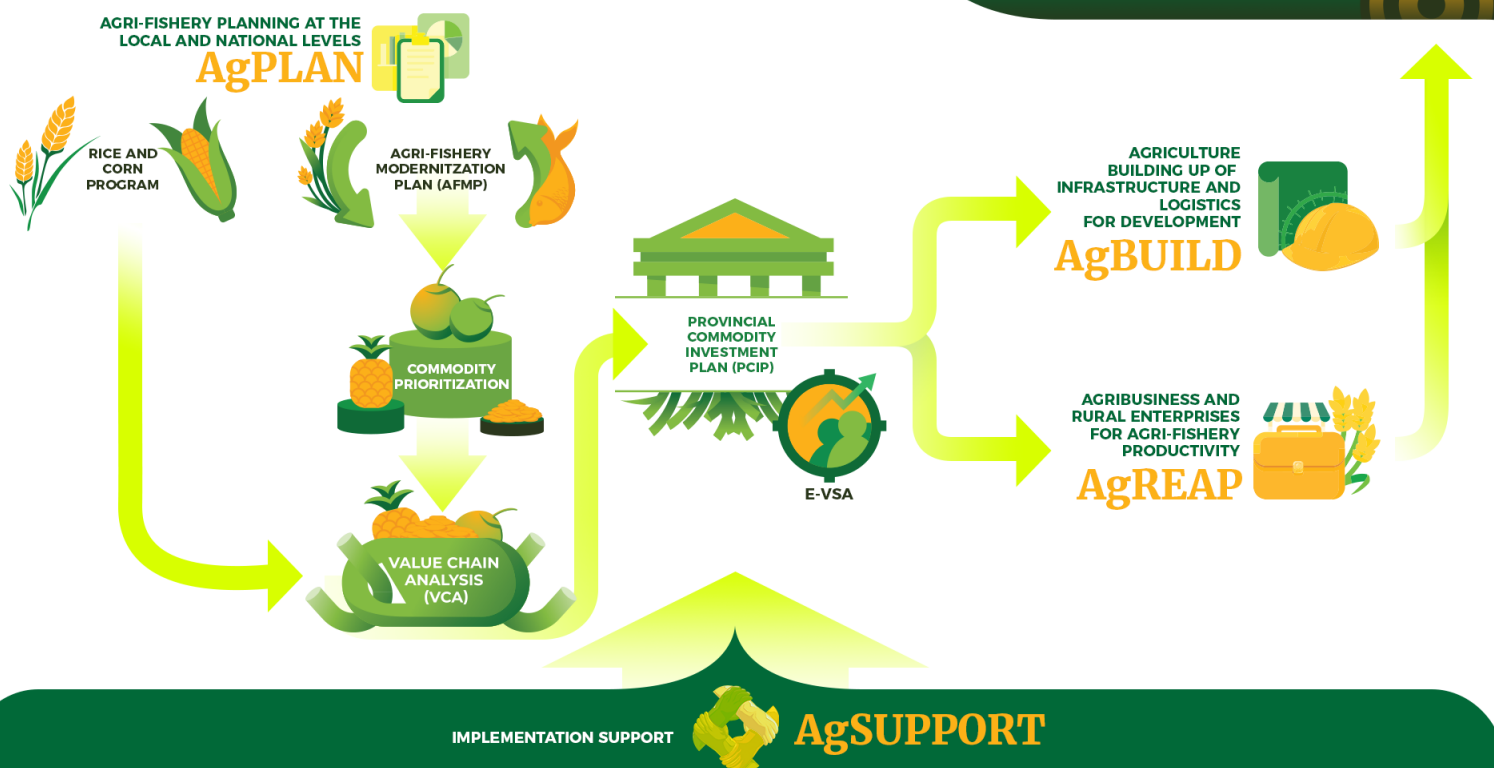 AGRI-FISHERY PLANNING AT THE
LOCAL AND NATIONAL LEVELS
AgPLAN
RICE AND
CORN
PROGRAM
AGRI-FISHERY
MODERNITZATION
PLAN (AFMP)
COMMODITY
PRIORITIZATION
VALUE CHAIN
ANALYSIS
(VCA)
PROVINCIAL
COMMODITY
INVESTMENT
PLAN (PCIP)
E-VSA
AGRICULTURE
BUILDING UP OF
INFRASTRUCTURE AND
LOGISTICS
FOR DEVELOPMENT
AgBUILD
AGRIBUSINESS AND
RURAL ENTERPRISES
FOR AGRI-FISHERY
PRODUCTIVITY
AgREAP
IMPLEMENTATION SUPPORT
AgSUPPORT